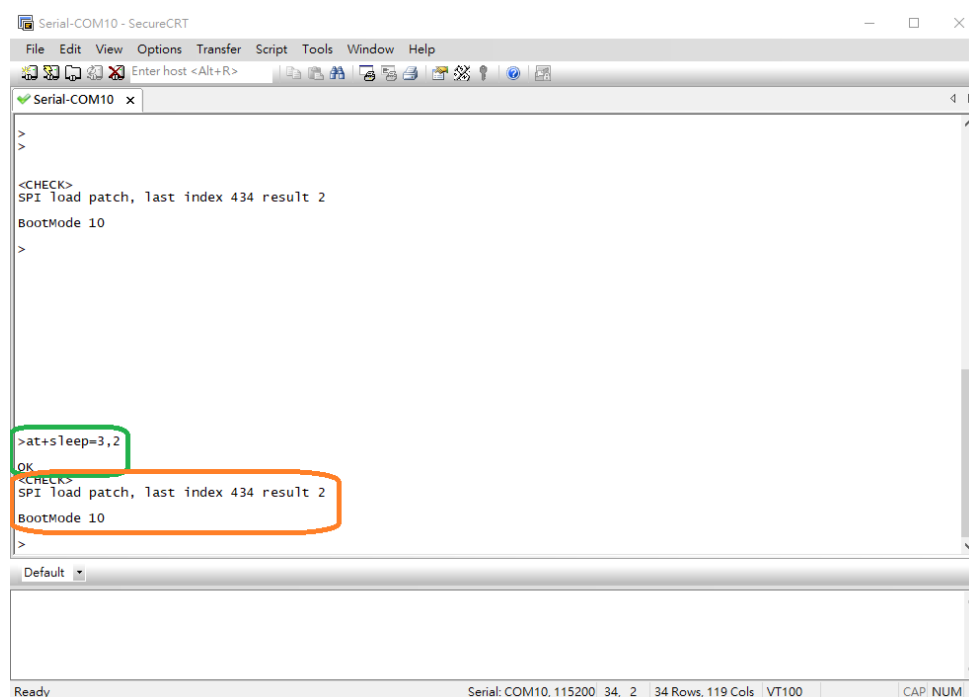 Serial-COM10 - SecureCRT
File Edit View Options Transfer Script Tools Window Help
Enter host <Alt+R>
Serial-COM10 x
>
>
<CHECK>
SPI load patch, last index 434 result 2
BootMode 10
>
>at+sleep=3,2
OK
<CHECK>
SPI load patch, last index 434 result 2
BootMode 10
>
Default
Ready Serial: COM10, 115200 34, 2 34 Rows, 119 Cols VT100 CAP NUM